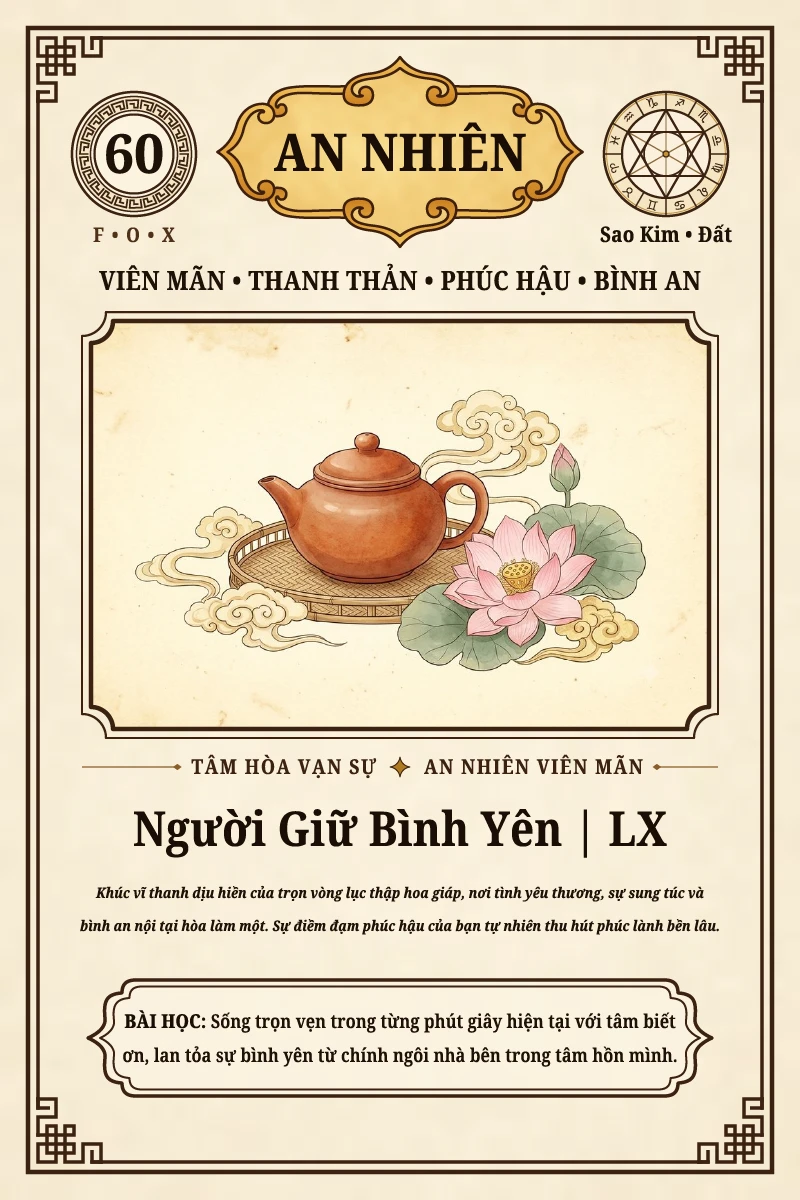 60
AN NHIÊN
F • O • X
Sao Kim • Đất
VIÊN MÃN • THANH THẢN • PHÚC HẬU • BÌNH AN
TÂM HÒA VẠN SỰ ✦ AN NHIÊN VIÊN MÃN
Người Giữ Bình Yên | LX
Khúc vĩ thanh dịu hiền của trọn vòng lục thập hoa giáp, nơi tình yêu thương, sự sung túc và
bình an nội tại hòa làm một. Sự điềm đạm phúc hậu của bạn tự nhiên thu hút phúc lành bền lâu.
BÀI HỌC: Sống trọn vẹn trong từng phút giây hiện tại với tâm biết
ơn, lan tỏa sự bình yên từ chính ngôi nhà bên trong tâm hồn mình.